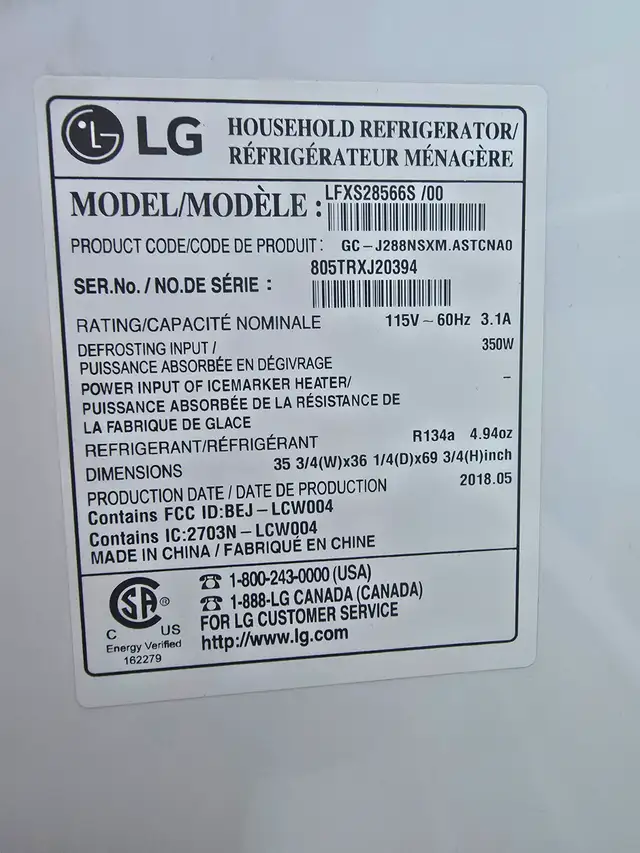 LG HOUSEHOLD REFRIGERATOR/
RÉFRIGÉRATEUR MÉNAGÈRE
MODEL/MODÈLE : LFXS28566S /00
PRODUCT CODE/CODE DE PRODUIT : GC-J288NSXM.ASTCNA0
SER.No. / NO.DE SÉRIE : 805TRXJ20394
RATING/CAPACITÉ NOMINALE 115V~60Hz 3.1A
DEFROSTING INPUT / 350W
PUISSANCE ABSORBÉE EN DÉGIVRAGE
POWER INPUT OF ICEMARKER HEATER/ –
PUISSANCE ABSORBÉE DE LA RÉSISTANCE DE
LA FABRIQUE DE GLACE
REFRIGERANT/RÉFRIGÉRANT R134a 4.94oz
DIMENSIONS 35 3/4(W)x36 1/4(D)x69 3/4(H)inch
PRODUCTION DATE / DATE DE PRODUCTION 2018.05
Contains FCC ID:BEJ-LCW004
Contains IC:2703N-LCW004
MADE IN CHINA / FABRIQUÉ EN CHINE
SA ®
C US
Energy Verified
162279
☎ 1-800-243-0000 (USA)
☎ 1-888-LG CANADA (CANADA)
FOR LG CUSTOMER SERVICE
http://www.lg.com